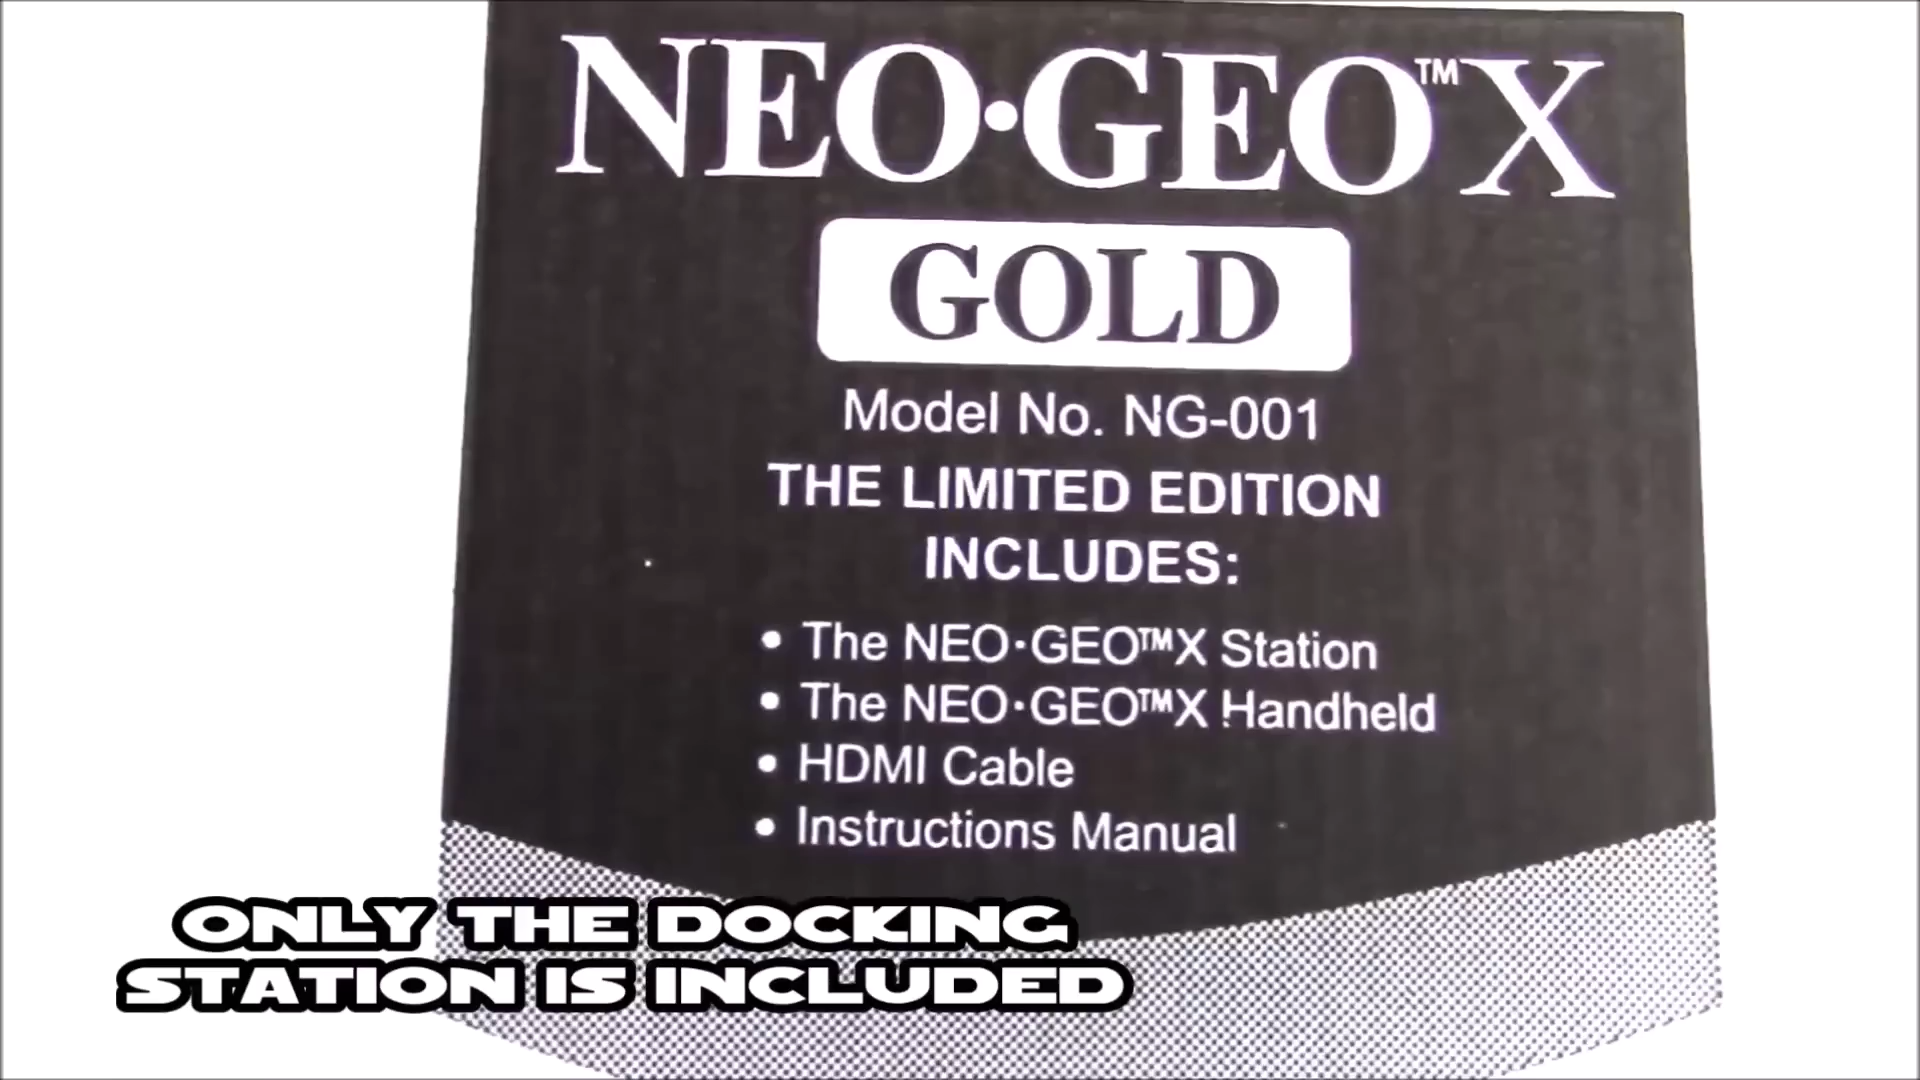 NEO·GEO™X
GOLD
Model No. NG-001
THE LIMITED EDITION
INCLUDES:
• The NEO·GEO™X Station
• The NEO·GEO™X Handheld
• HDMI Cable
• Instructions Manual
ONLY THE DOCKING
STATION IS INCLUDED